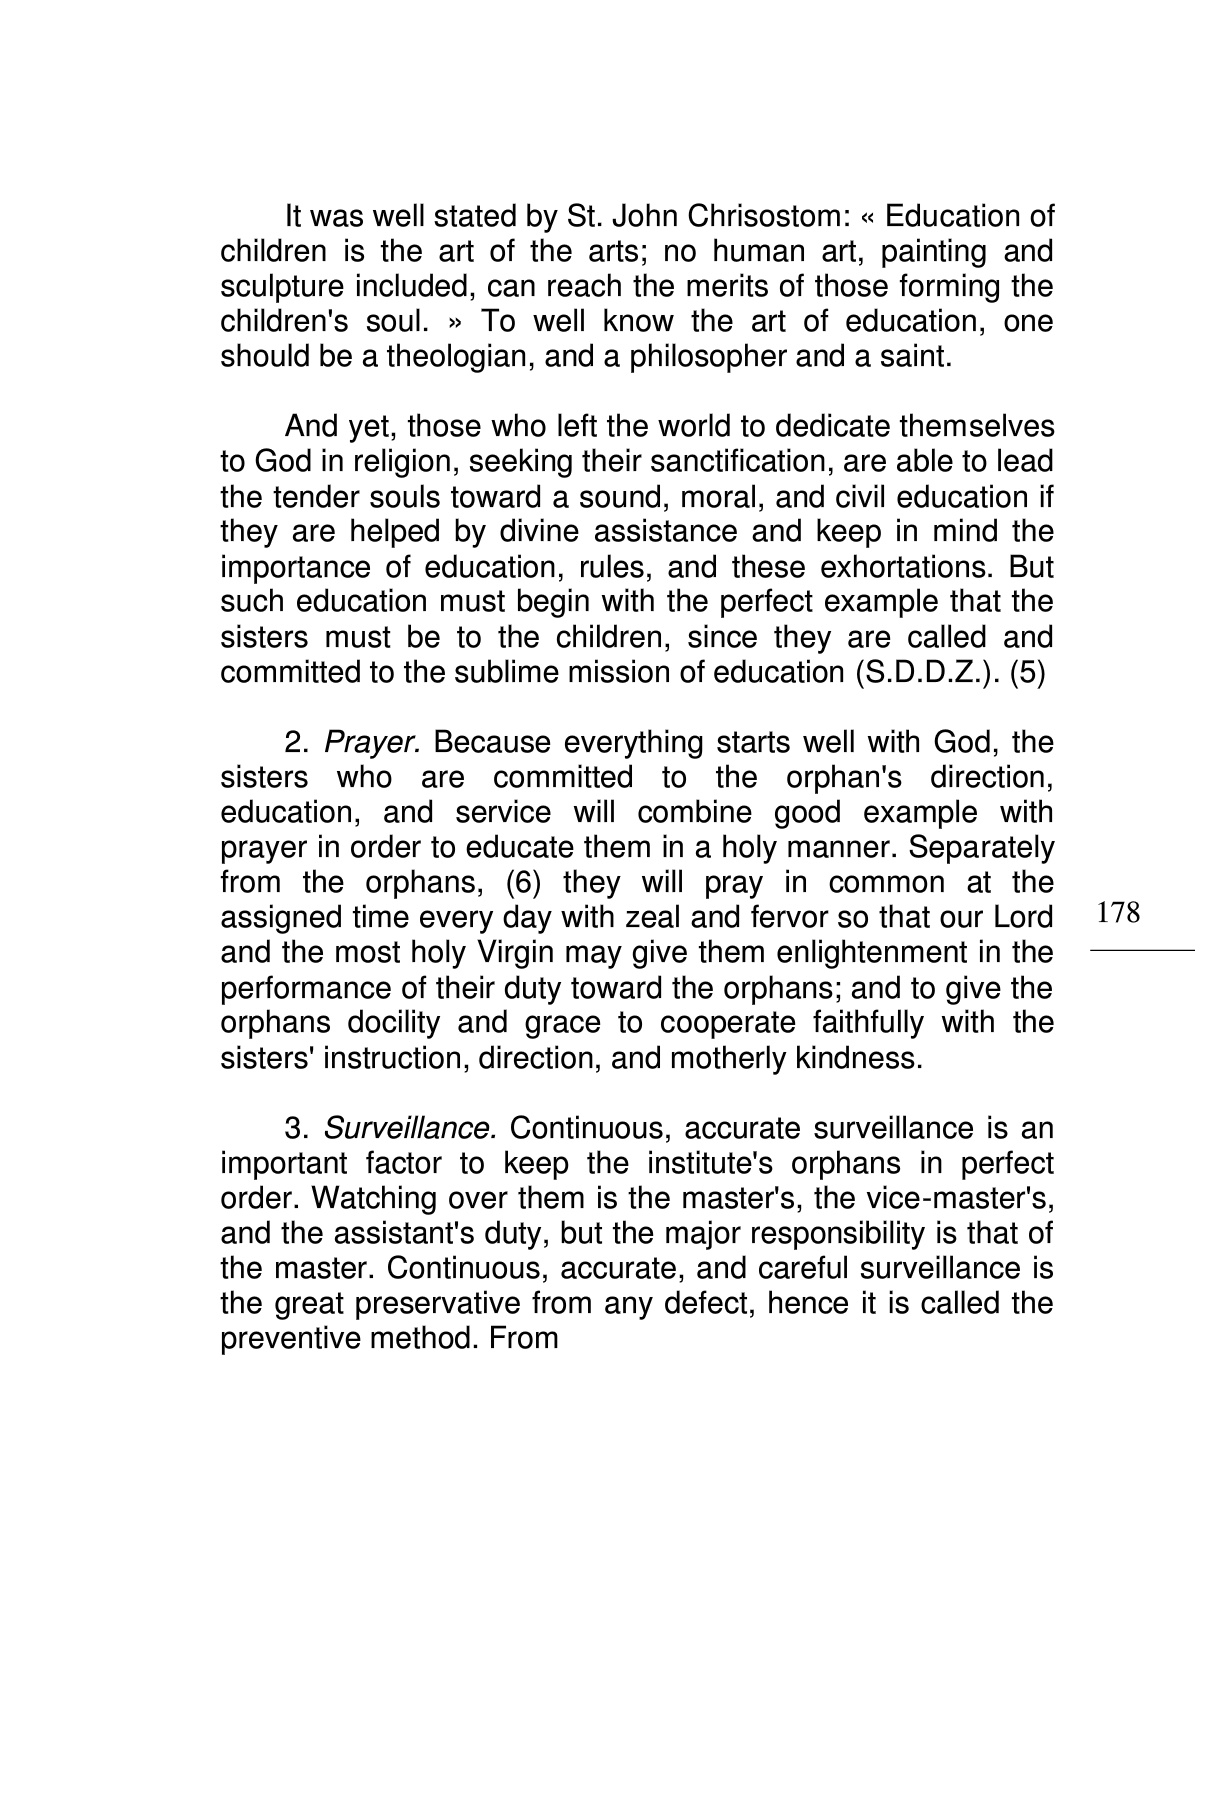 It was well stated by St. John Chrisostom: « Education of
children is the art of the arts; no human art, painting and
sculpture included, can reach the merits of those forming the
children's soul. » To well know the art of education, one
should be a theologian, and a philosopher and a saint.
And yet, those who left the world to dedicate themselves
to God in religion, seeking their sanctification, are able to lead
the tender souls toward a sound, moral, and civil education if
they are helped by divine assistance and keep in mind the
importance of education, rules, and these exhortations. But
such education must begin with the perfect example that the
sisters must be to the children, since they are called and
committed to the sublime mission of education (S.D.D.Z.). (5)
2. Prayer. Because everything starts well with God, the
sisters who are committed to the orphan's direction,
education, and service will combine good example with
prayer in order to educate them in a holy manner. Separately
from the orphans, (6) they will pray in common at the
assigned time every day with zeal and fervor so that our Lord
and the most holy Virgin may give them enlightenment in the
performance of their duty toward the orphans; and to give the
orphans docility and grace to cooperate faithfully with the
sisters' instruction, direction, and motherly kindness.
3. Surveillance. Continuous, accurate surveillance is an
important factor to keep the institute's orphans in perfect
order. Watching over them is the master's, the vice-master's,
and the assistant's duty, but the major responsibility is that of
the master. Continuous, accurate, and careful surveillance is
the great preservative from any defect, hence it is called the
preventive method. From
178